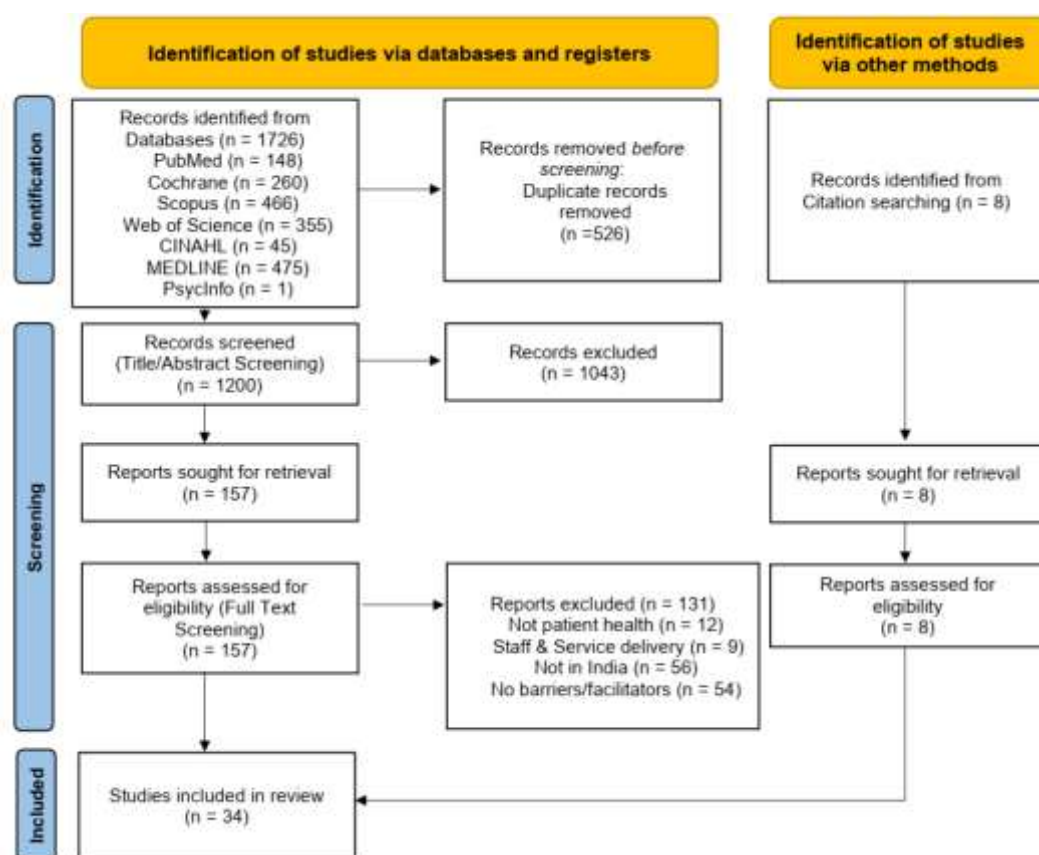 Identification of studies via databases and registers
Identification of studies
via other methods
Identification
Records identified from
Databases (n = 1726)
PubMed (n = 148)
Cochrane (n = 260)
Scopus (n = 466)
Web of Science (n = 355)
CINAHL (n = 45)
MEDLINE (n = 475)
PsycInfo (n = 1)
Records removed before
screening:
Duplicate records
removed
(n =526)
Records identified from
Citation searching (n = 8)
Screening
Records screened
(Title/Abstract Screening)
(n = 1200)
Records excluded
(n = 1043)
Reports sought for retrieval
(n = 157)
Reports sought for retrieval
(n = 8)
Reports assessed for
eligibility (Full Text
Screening)
(n = 157)
Reports excluded (n = 131)
Not patient health (n = 12)
Staff & Service delivery (n = 9)
Not in India (n = 56)
No barriers/facilitators (n = 54)
Reports assessed for
eligibility
(n = 8)
Included
Studies included in review
(n = 34)